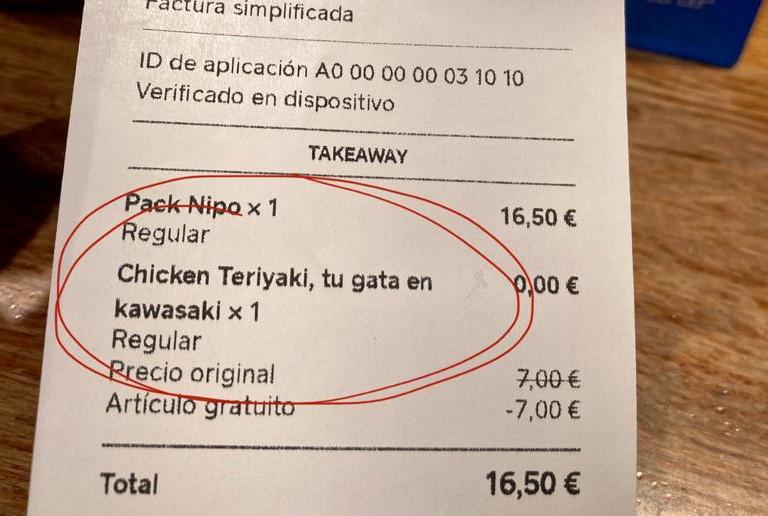 Factura simplificada
ID de aplicación A0 00 00 00 03 10 10
Verificado en dispositivo
TAKEAWAY
Pack Nipo x 1 16,50 €
Regular
Chicken Teriyaki, tu gata en 0,00 €
kawasaki x 1
Regular
Precio original 7,00 €
Artículo gratuito -7,00 €
Total 16,50 €